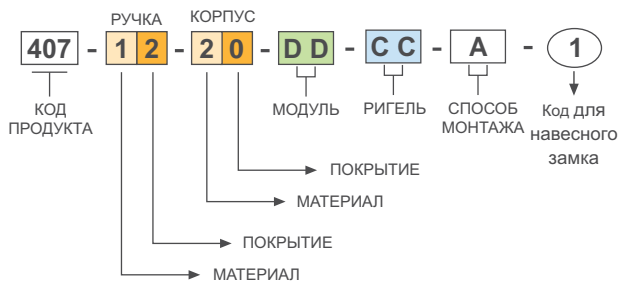 РУЧКА КОРПУС
407 - 1 2 - 2 0 - D D - C C - A - 1
КОД ПРОДУКТА
МОДУЛЬ
РИГЕЛЬ
СПОСОБ МОНТАЖА
Код для навесного замка
ПОКРЫТИЕ
МАТЕРИАЛ
ПОКРЫТИЕ
МАТЕРИАЛ